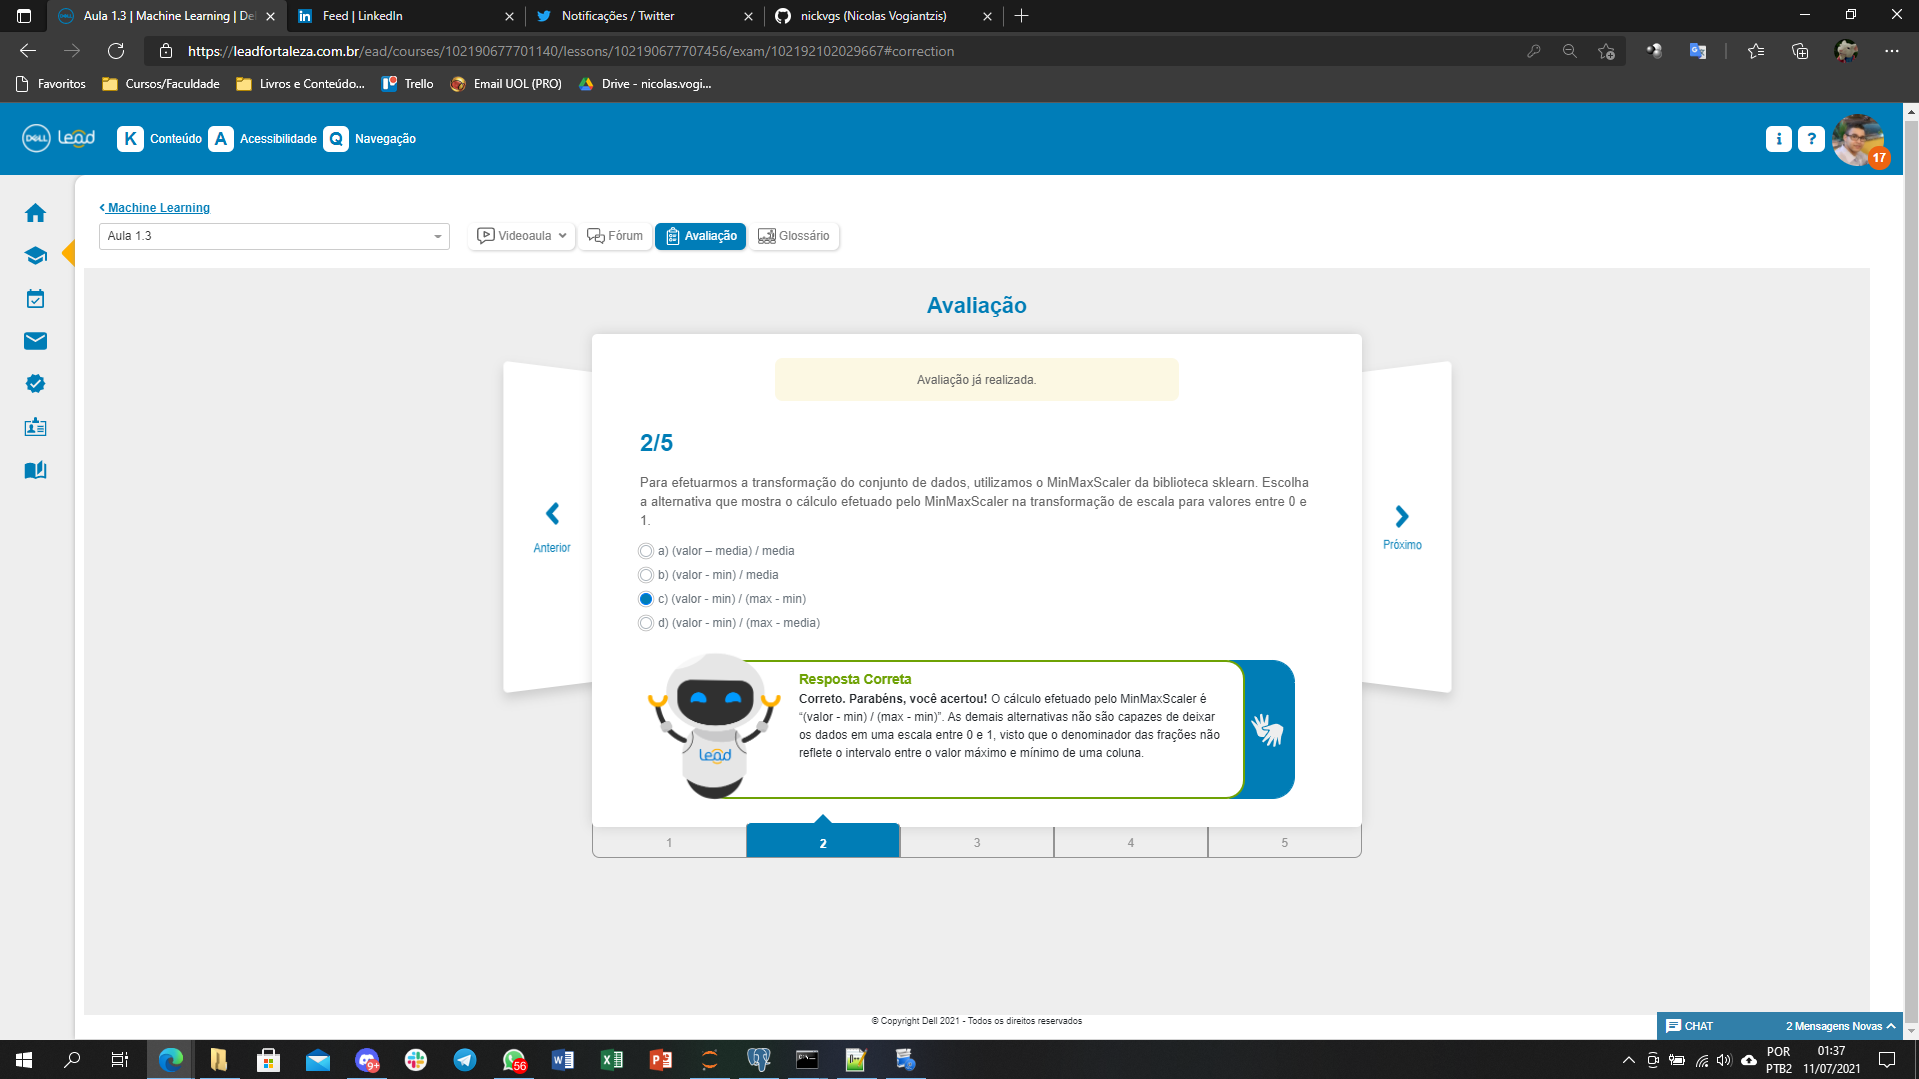 Aula 1.3 | Machine Learning | De
Feed | LinkedIn
Notificações / Twitter
nickvgs (Nicolas Vogiantzis)
https://leadfortaleza.com.br/ead/courses/102190677701140/lessons/102190677707456/exam/102192102029667#correction
Favoritos
Cursos/Faculdade
Livros e Conteúdo...
Trello
Email UOL (PRO)
Drive - nicolas.vogi...
DELL Lead
K Conteúdo A Acessibilidade Q Navegação
i ?
17
Machine Learning
Aula 1.3
Videoaula
Fórum
Avaliação
Glossário
Avaliação
Avaliação já realizada.
2/5
Para efetuarmos a transformação do conjunto de dados, utilizamos o MinMaxScaler da biblioteca sklearn. Escolha
a alternativa que mostra o cálculo efetuado pelo MinMaxScaler na transformação de escala para valores entre 0 e
1.
Anterior
Próximo
a) (valor – media) / media
b) (valor - min) / media
c) (valor - min) / (max - min)
d) (valor - min) / (max - media)
Resposta Correta
Correto. Parabéns, você acertou! O cálculo efetuado pelo MinMaxScaler é
“(valor - min) / (max - min)”. As demais alternativas não são capazes de deixar
os dados em uma escala entre 0 e 1, visto que o denominador das frações não
reflete o intervalo entre o valor máximo e mínimo de uma coluna.
Lead
1 2 3 4 5
© Copyright Dell 2021 - Todos os direitos reservados
CHAT
2 Mensagens Novas
9+
56
POR
PTB2
01:37
11/07/2021